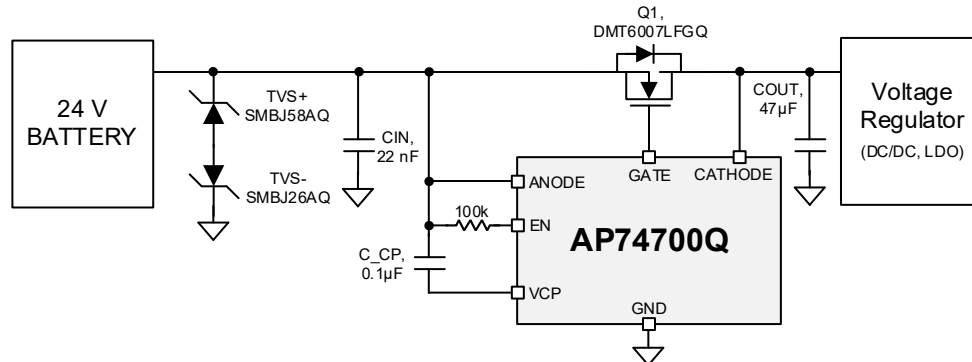 Q1,
DMT6007LFGQ
24 V
BATTERY
TVS+
SMBJ58AQ
TVS-
SMBJ26AQ
CIN,
22 nF
COUT,
47µF
Voltage
Regulator
(DC/DC, LDO)
ANODE
GATE
CATHODE
100k
EN
AP74700Q
C_CP,
0.1µF
VCP
GND